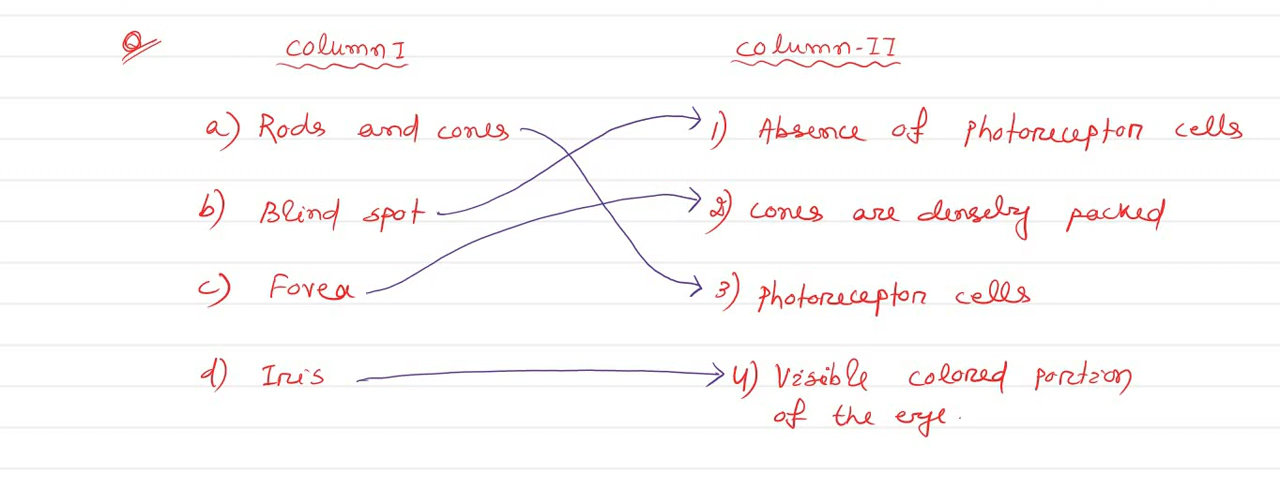 Q column I column-II
a) Rods and cones 1) Absence of photoreceptor cells
b) Blind spot 2) cones are densely packed
c) Fovea 3) photoreceptor cells
d) Iris 4) Visible colored portion
of the eye.